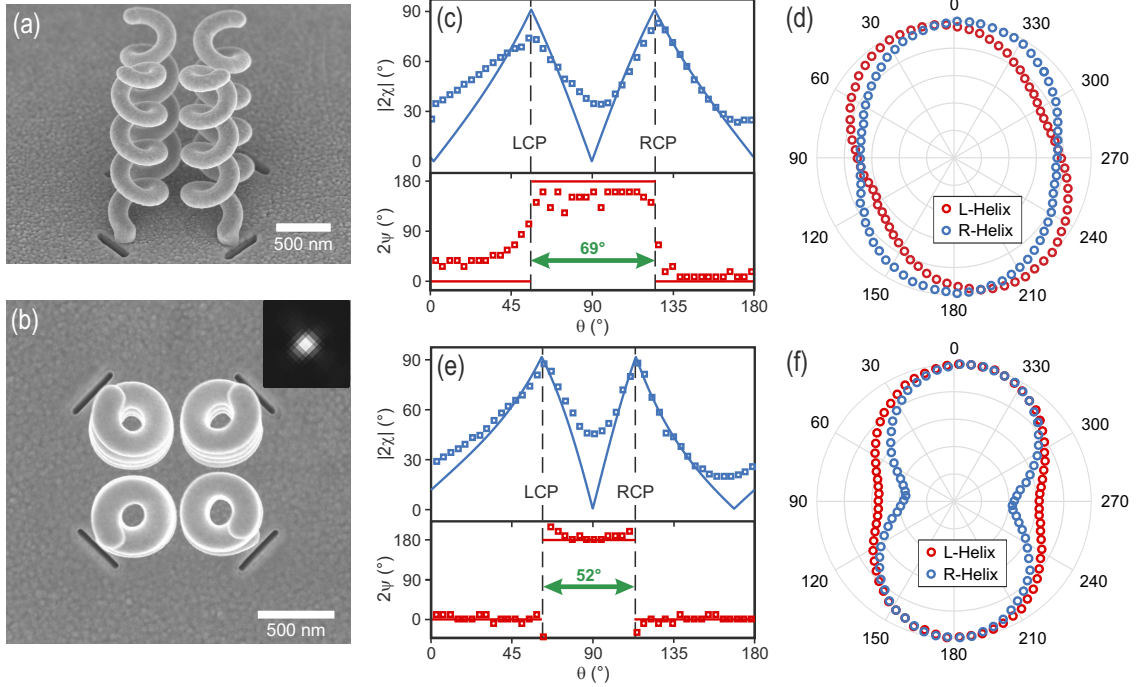 (a)
500 nm
(b)
500 nm
(c)
90
60
30
0
|2χ| (°)
LCP
RCP
180
90
0
2ψ (°)
69°
0
45
90
135
180
θ (°)
(d)
0
30
330
60
300
90
270
120
240
150
210
180
L-Helix
R-Helix
(e)
90
60
30
0
|2χ| (°)
LCP
RCP
180
90
0
2ψ (°)
52°
0
45
90
135
180
θ (°)
(f)
0
30
330
60
300
90
270
120
240
150
210
180
L-Helix
R-Helix